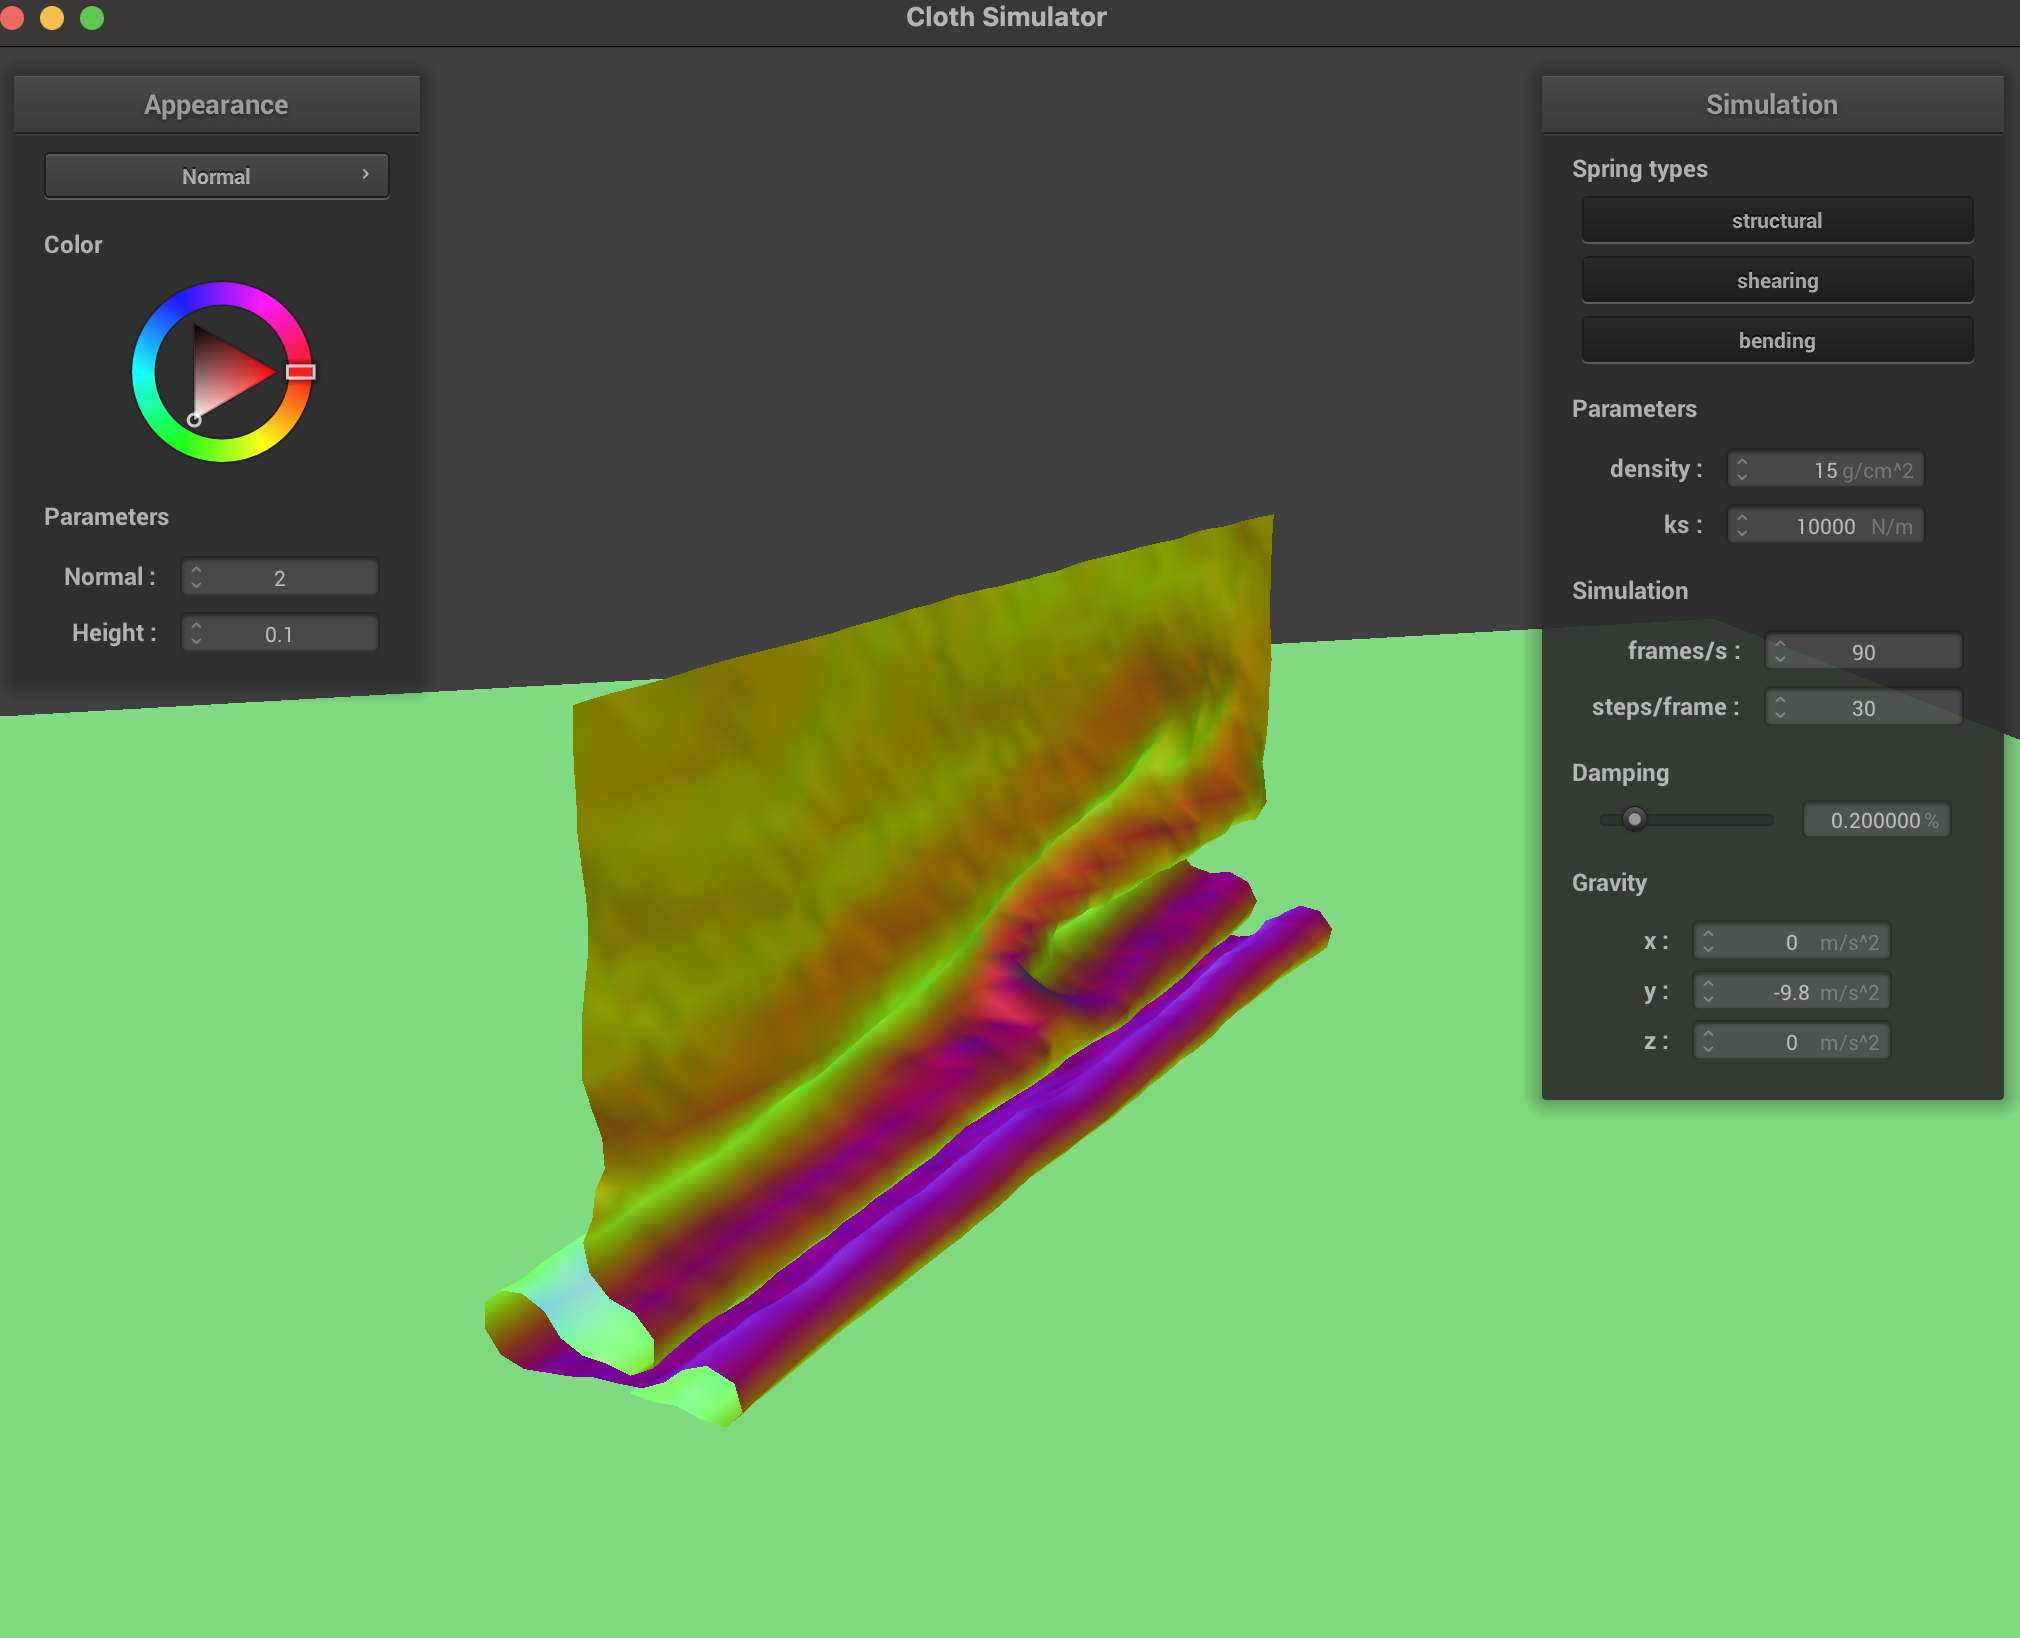 Cloth Simulator
Appearance
Normal
Color
Parameters
Normal : 2
Height : 0.1
Simulation
Spring types
structural
shearing
bending
Parameters
density : 15 g/cm^2
ks : 10000 N/m
Simulation
frames/s : 90
steps/frame : 30
Damping
0.200000 %
Gravity
x : 0 m/s^2
y : -9.8 m/s^2
z : 0 m/s^2